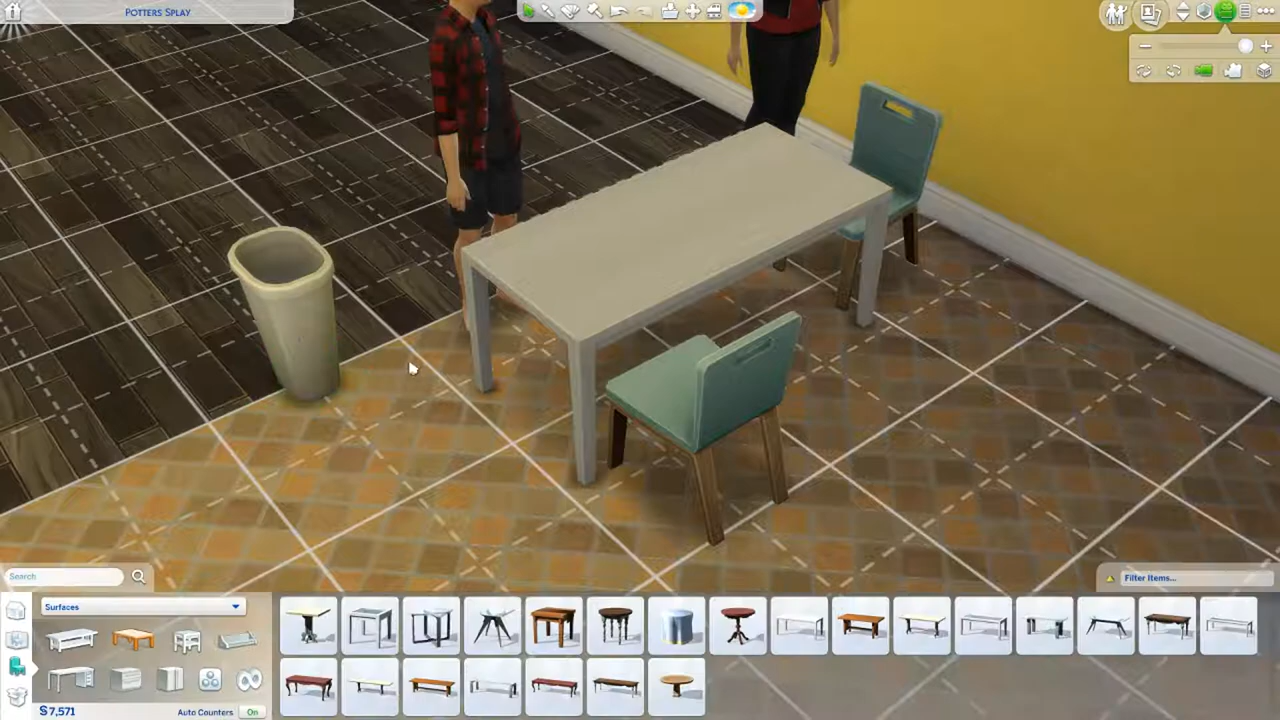 Potters Splay
Search
Filter Items...
Surfaces
§7,571
Auto Counters On